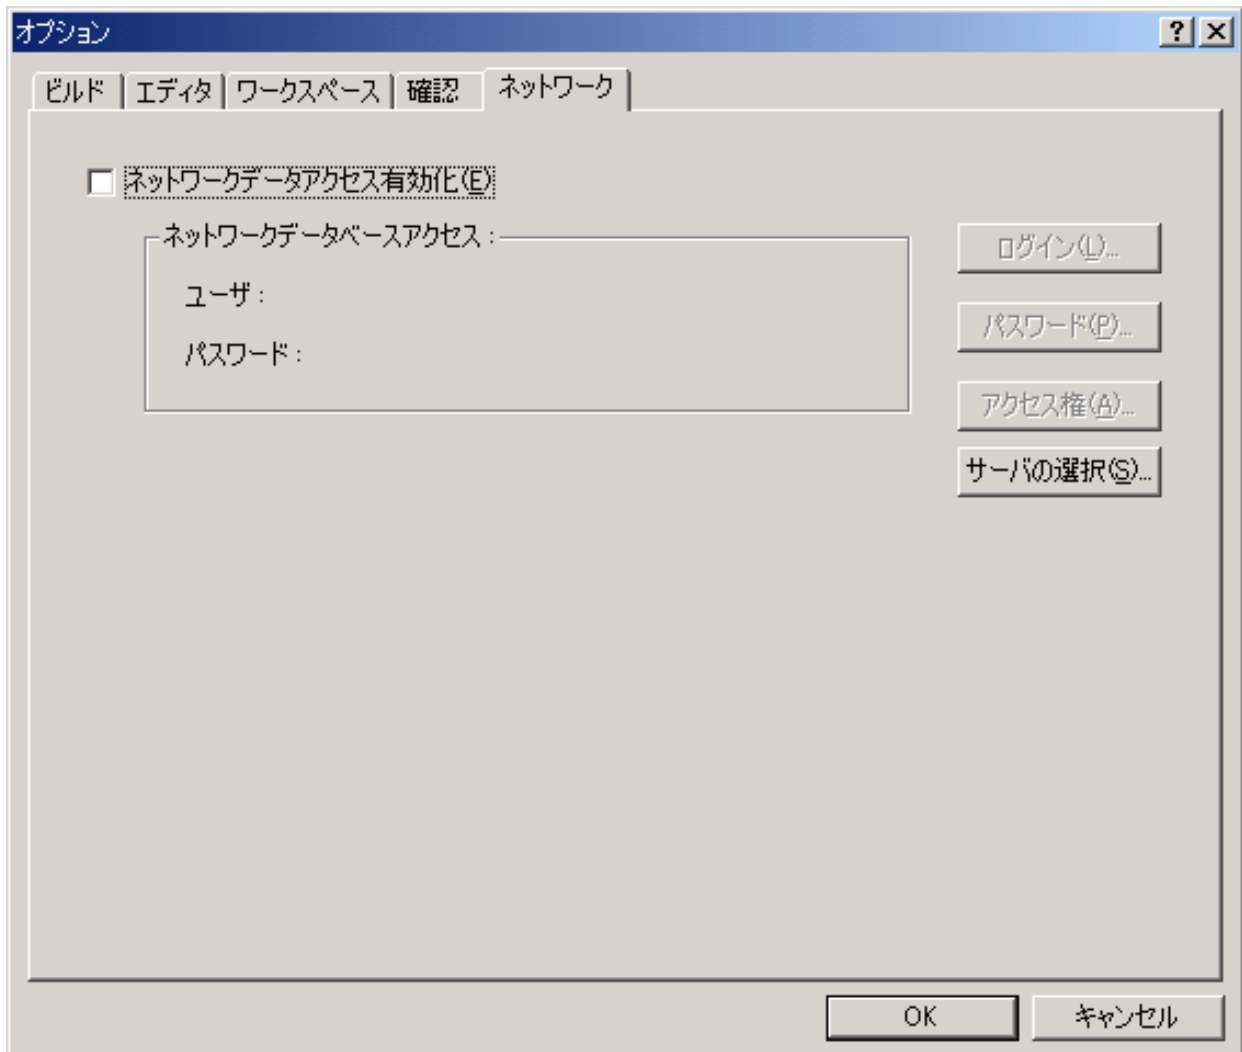 オプション
ビルド エディタ ワークスペース 確認 ネットワーク
ネットワークデータアクセス有効化(E)
ネットワークデータベースアクセス :
ユーザ :
パスワード :
ログイン(L)...
パスワード(P)...
アクセス権(A)...
サーバの選択(S)...
OK キャンセル